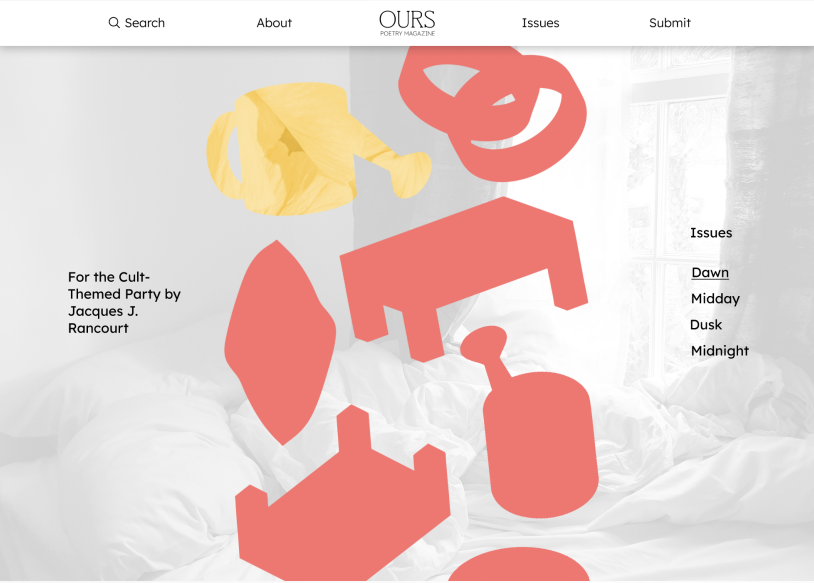 Search
About
OURS
POETRY MAGAZINE
Issues
Submit
For the Cult-
Themed Party by
Jacques J.
Rancourt
Issues
Dawn
Midday
Dusk
Midnight